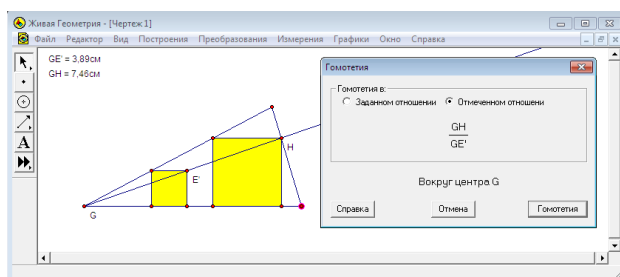 Живая Геометрия - [Чертеж 1]
Файл Редактор Вид Построения Преобразования Измерения Графики Окно Справка
GE' = 3,89см
GH = 7,46см
A
G
E'
H
Гомотетия
Гомотетия в:
Заданном отношении Отмеченном отношени
GH
GE'
Вокруг центра G
Справка Отмена Гомотетия